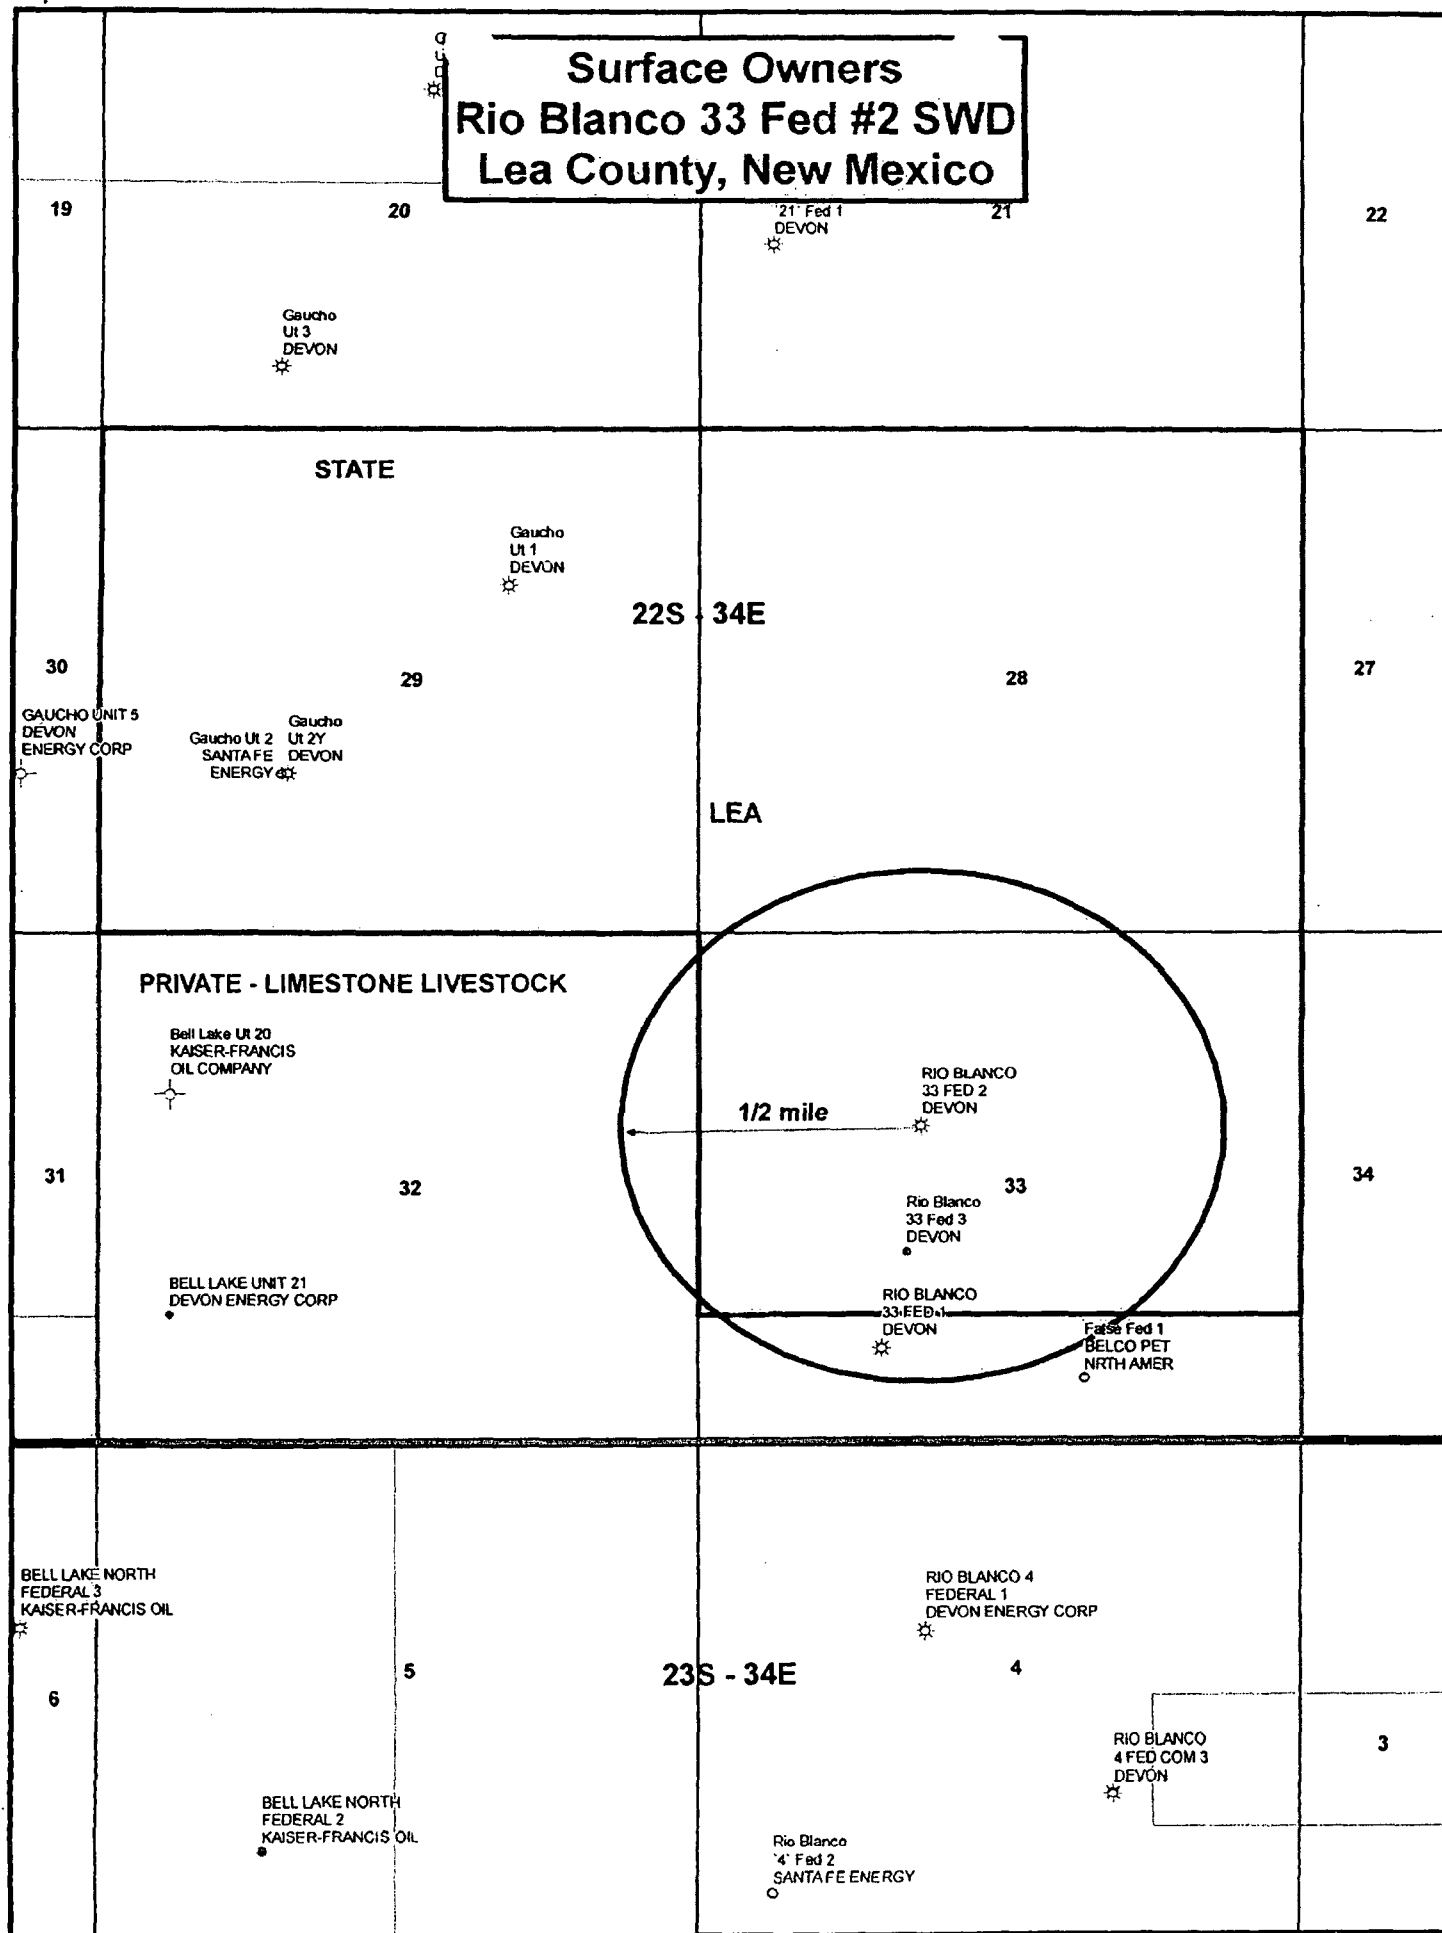 Surface Owners
Rio Blanco 33 Fed #2 SWD
Lea County, New Mexico
19
20
'21' Fed 1
DEVON
21
22
Gaucho
Ut 3
DEVON
STATE
Gaucho
Ut 1
DEVON
22S - 34E
30
29
28
27
GAUCHO UNIT 5
DEVON
ENERGY CORP
Gaucho Ut 2
SANTA FE
ENERGY
Gaucho
Ut 2Y
DEVON
LEA
PRIVATE - LIMESTONE LIVESTOCK
Bell Lake Ut 20
KAISER-FRANCIS
OIL COMPANY
RIO BLANCO
33 FED 2
DEVON
1/2 mile
31
32
33
34
Rio Blanco
33 Fed 3
DEVON
BELL LAKE UNIT 21
DEVON ENERGY CORP
RIO BLANCO
33 FED 1
DEVON
False Fed 1
BELCO PET
NRTH AMER
BELL LAKE NORTH
FEDERAL 3
KAISER-FRANCIS OIL
RIO BLANCO 4
FEDERAL 1
DEVON ENERGY CORP
6
5
23S - 34E
4
3
RIO BLANCO
4 FED COM 3
DEVON
BELL LAKE NORTH
FEDERAL 2
KAISER-FRANCIS OIL
Rio Blanco
'4' Fed 2
SANTA FE ENERGY